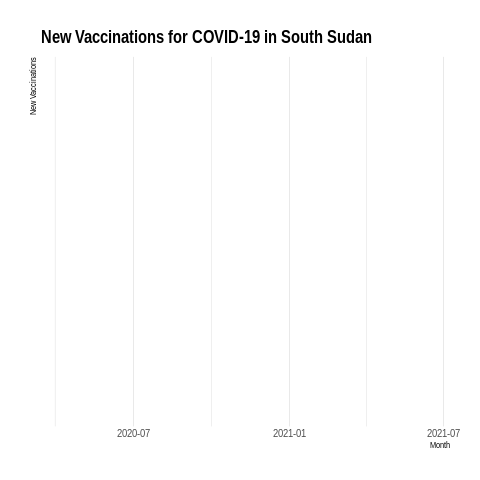 New Vaccinations for COVID-19 in South Sudan
New Vaccinations
2020-07
2021-01
2021-07
Month